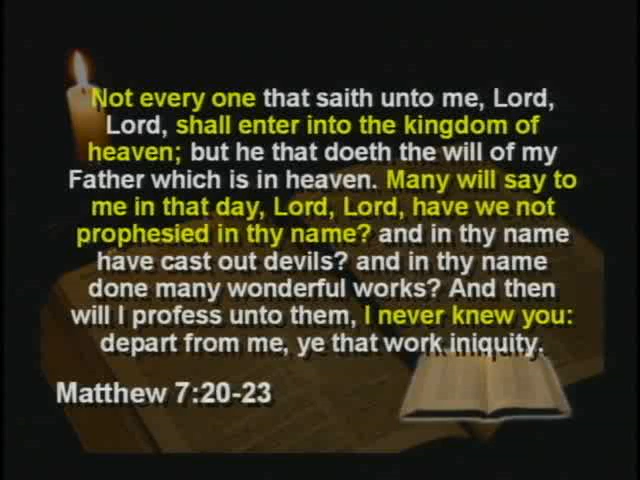 Not every one that saith unto me, Lord,
Lord, shall enter into the kingdom of
heaven; but he that doeth the will of my
Father which is in heaven. Many will say to
me in that day, Lord, Lord, have we not
prophesied in thy name? and in thy name
have cast out devils? and in thy name
done many wonderful works? And then
will I profess unto them, I never knew you:
depart from me, ye that work iniquity.
Matthew 7:20-23